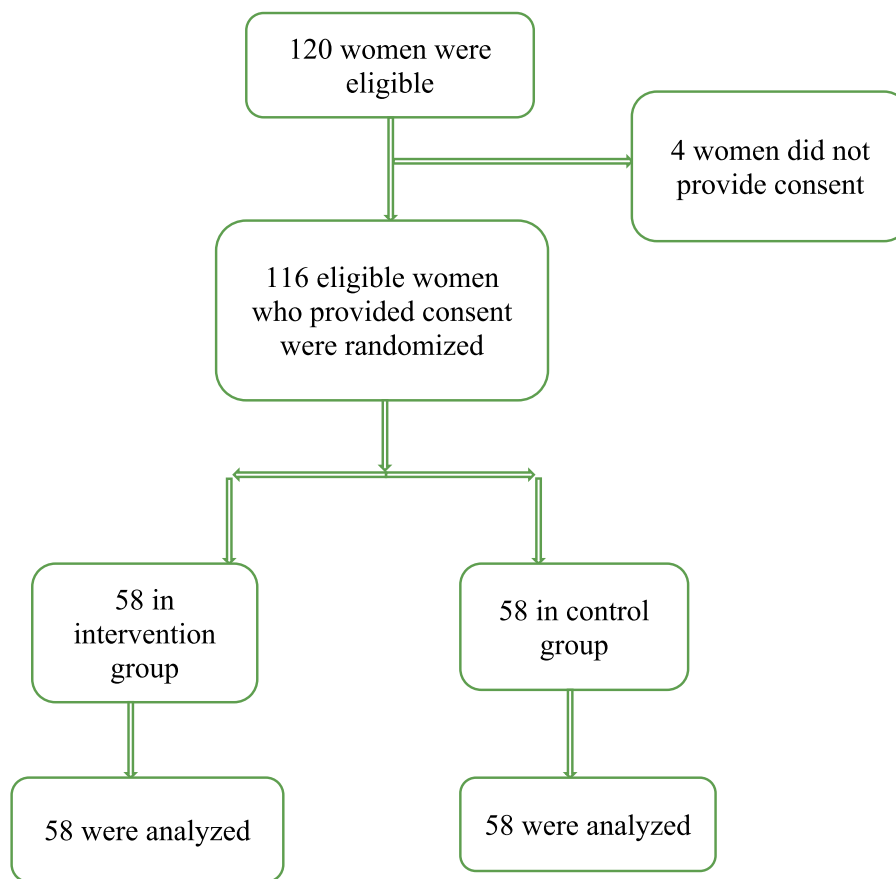 120 women were
eligible
4 women did not
provide consent
116 eligible women
who provided consent
were randomized
58 in
intervention
group
58 in control
group
58 were analyzed
58 were analyzed